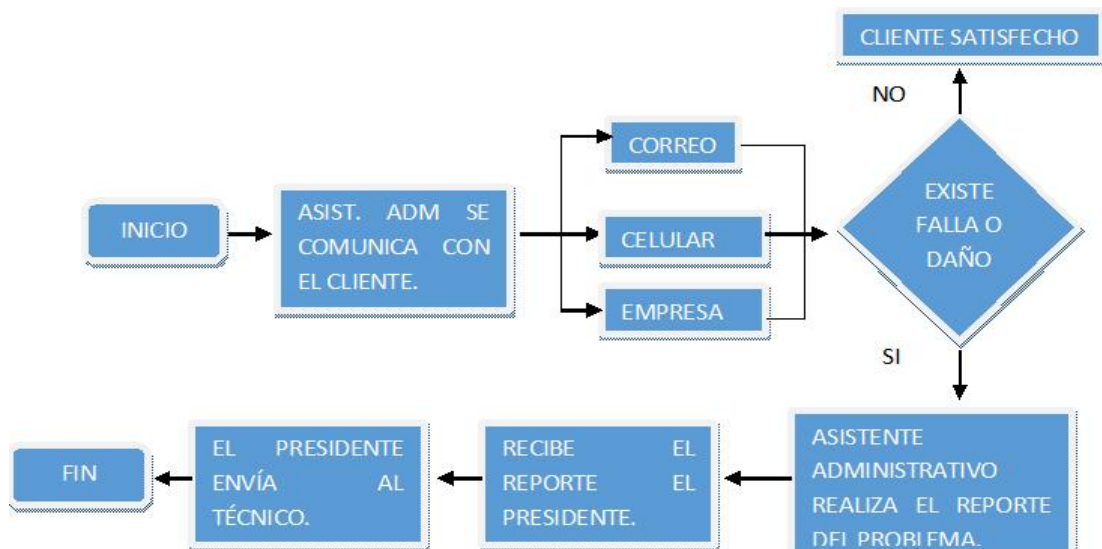 CLIENTE SATISFECHO
NO
CORREO
INICIO
ASIST. ADM SE
COMUNICA CON
EL CLIENTE.
CELULAR
EMPRESA
EXISTE
FALLA O
DAÑO
SI
FIN
EL PRESIDENTE
ENVÍA AL
TÉCNICO.
RECIBE EL
REPORTE EL
PRESIDENTE.
ASISTENTE
ADMINISTRATIVO
REALIZA EL REPORTE
DEL PROBLEMA.